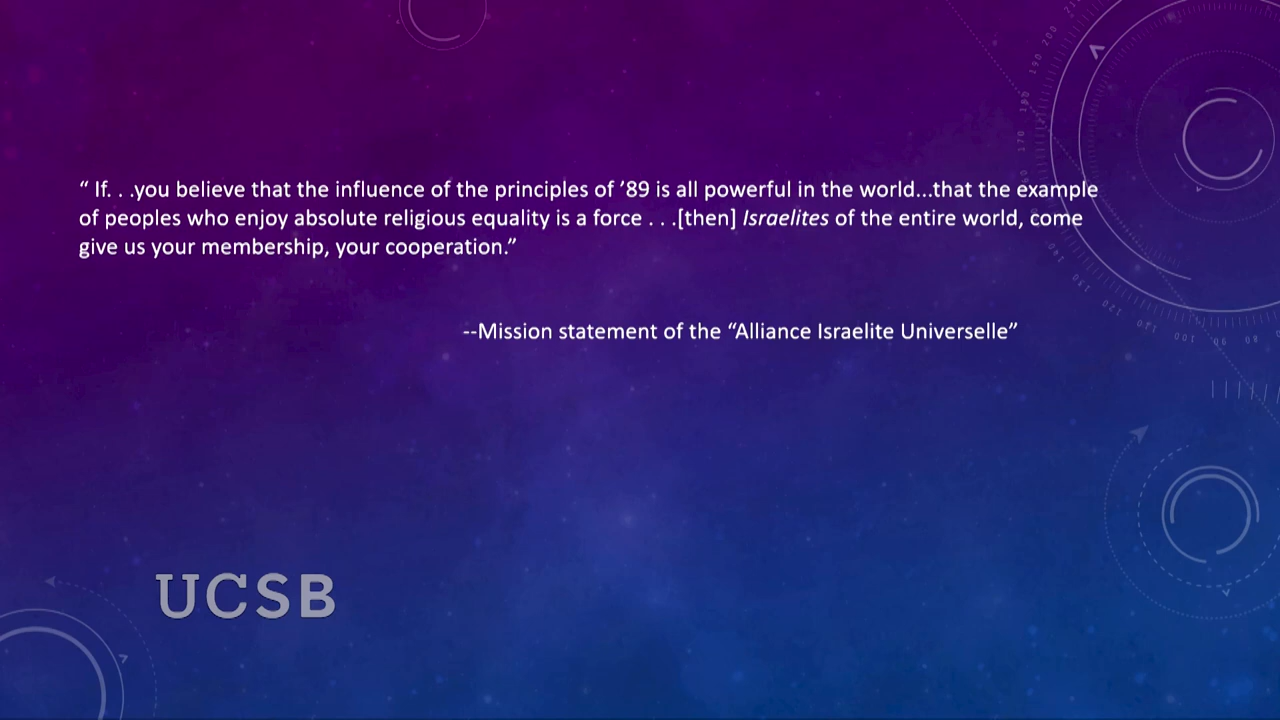 “ If. . .you believe that the influence of the principles of ’89 is all powerful in the world...that the example
of peoples who enjoy absolute religious equality is a force . . .[then] Israelites of the entire world, come
give us your membership, your cooperation.”
--Mission statement of the “Alliance Israelite Universelle”
UCSB